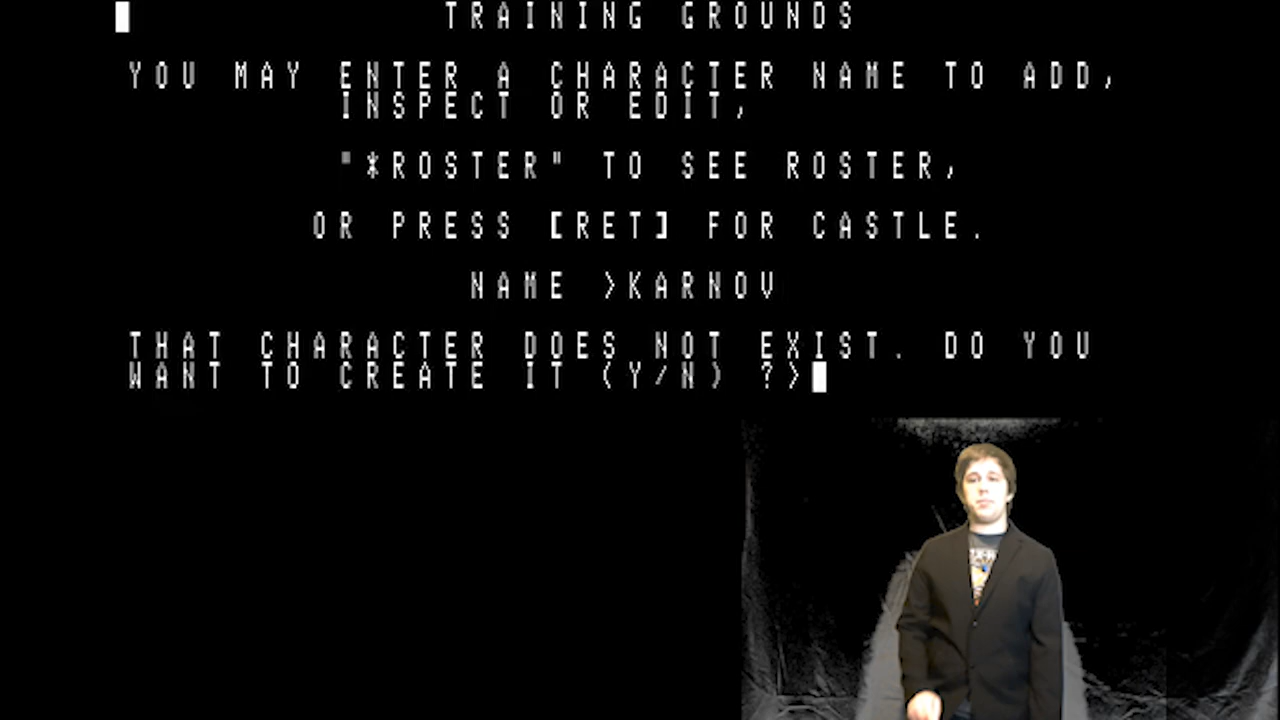 TRAINING GROUNDS
YOU MAY ENTER A CHARACTER NAME TO ADD,
INSPECT OR EDIT,
"*ROSTER" TO SEE ROSTER,
OR PRESS [RET] FOR CASTLE.
NAME >KARNOV
THAT CHARACTER DOES NOT EXIST. DO YOU
WANT TO CREATE IT (Y/N) ?>